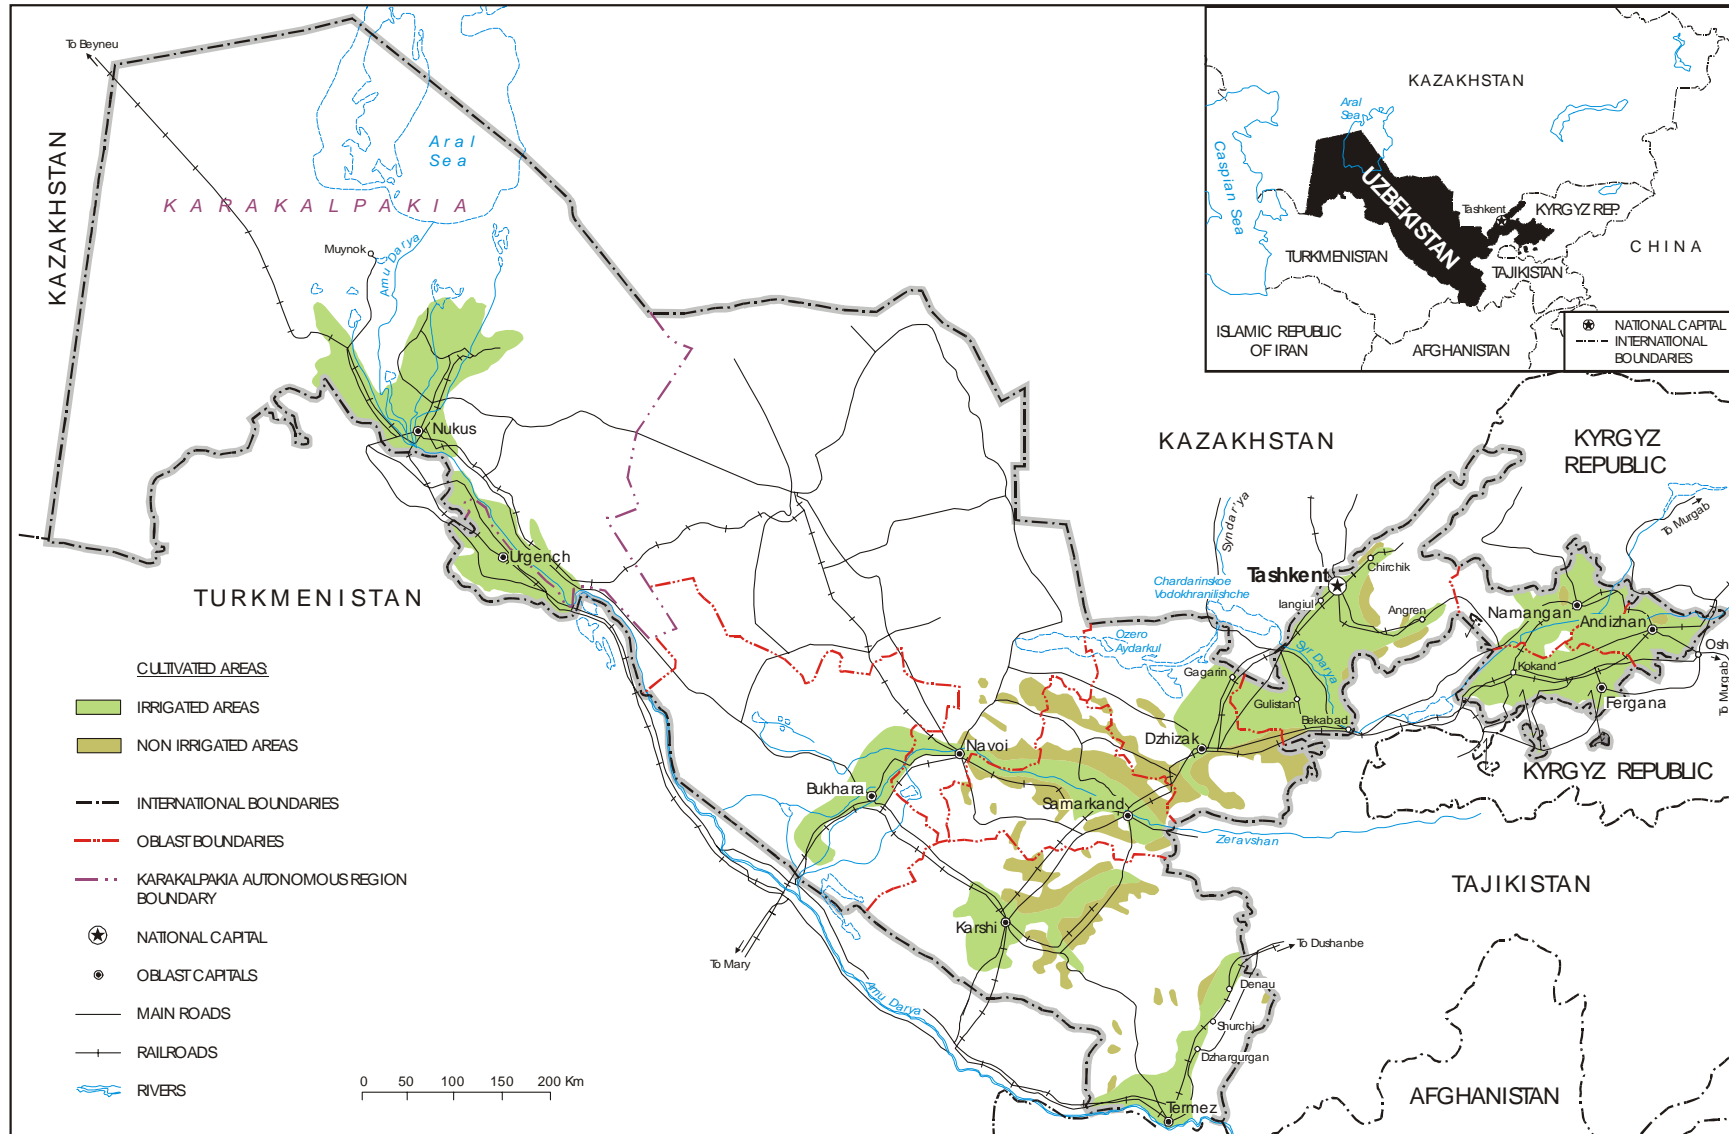 To Beyneu
KAZAKHSTAN
Aral
Sea
KARAKALPAKIA
Muynok
Amu Darya
Nukus
Urgench
TURKMENISTAN
KAZAKHSTAN
Aral
Sea
Caspian Sea
UZBEKISTAN
Tashkent
KYRGYZ REP.
CHINA
TURKMENISTAN
TAJIKISTAN
ISLAMIC REPUBLIC
OF IRAN
AFGHANISTAN
NATIONAL CAPITAL
INTERNATIONAL
BOUNDARIES
KAZAKHSTAN
KYRGYZ
REPUBLIC
Syndar'ya
To Murgab
Chardarinskoe
Vodokhranilishche
Tashkent
Chirchik
Iangiul
Angren
Namangan
Andizhan
Osh
To Murgab
Kokand
Fergana
Ozero
Aydarkul
Syr Darya
Gagarin
Gulistan
Bekabad
Dzhizak
KYRGYZ REPUBLIC
Navoi
Bukhara
Samarkand
Zeravshan
TAJIKISTAN
Karshi
To Mary
Amu Darya
To Dushanbe
Denau
Shurchi
Dzhargurgan
Termez
AFGHANISTAN
CULTIVATED AREAS:
IRRIGATED AREAS
NON IRRIGATED AREAS
INTERNATIONAL BOUNDARIES
OBLAST BOUNDARIES
KARAKALPAKIA AUTONOMOUS REGION
BOUNDARY
NATIONAL CAPITAL
OBLAST CAPITALS
MAIN ROADS
RAILROADS
RIVERS
0 50 100 150 200 Km